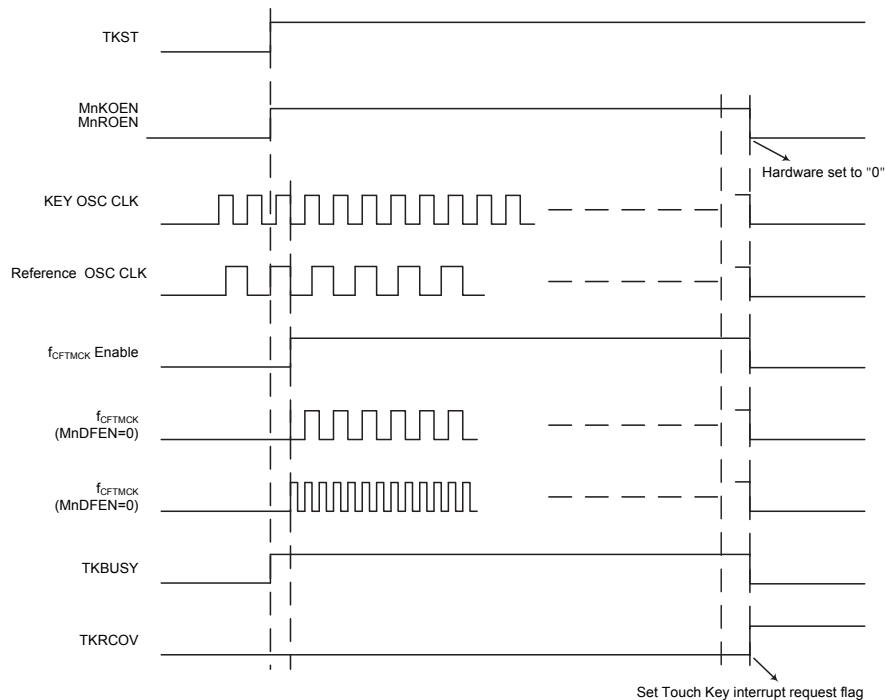 TKST
MnKOEN
MnROEN
Hardware set to "0"
KEY OSC CLK
Reference OSC CLK
fCFTMCK Enable
fCFTMCK
(MnDFEN=0)
fCFTMCK
(MnDFEN=0)
TKBUSY
TKRCOV
Set Touch Key interrupt request flag